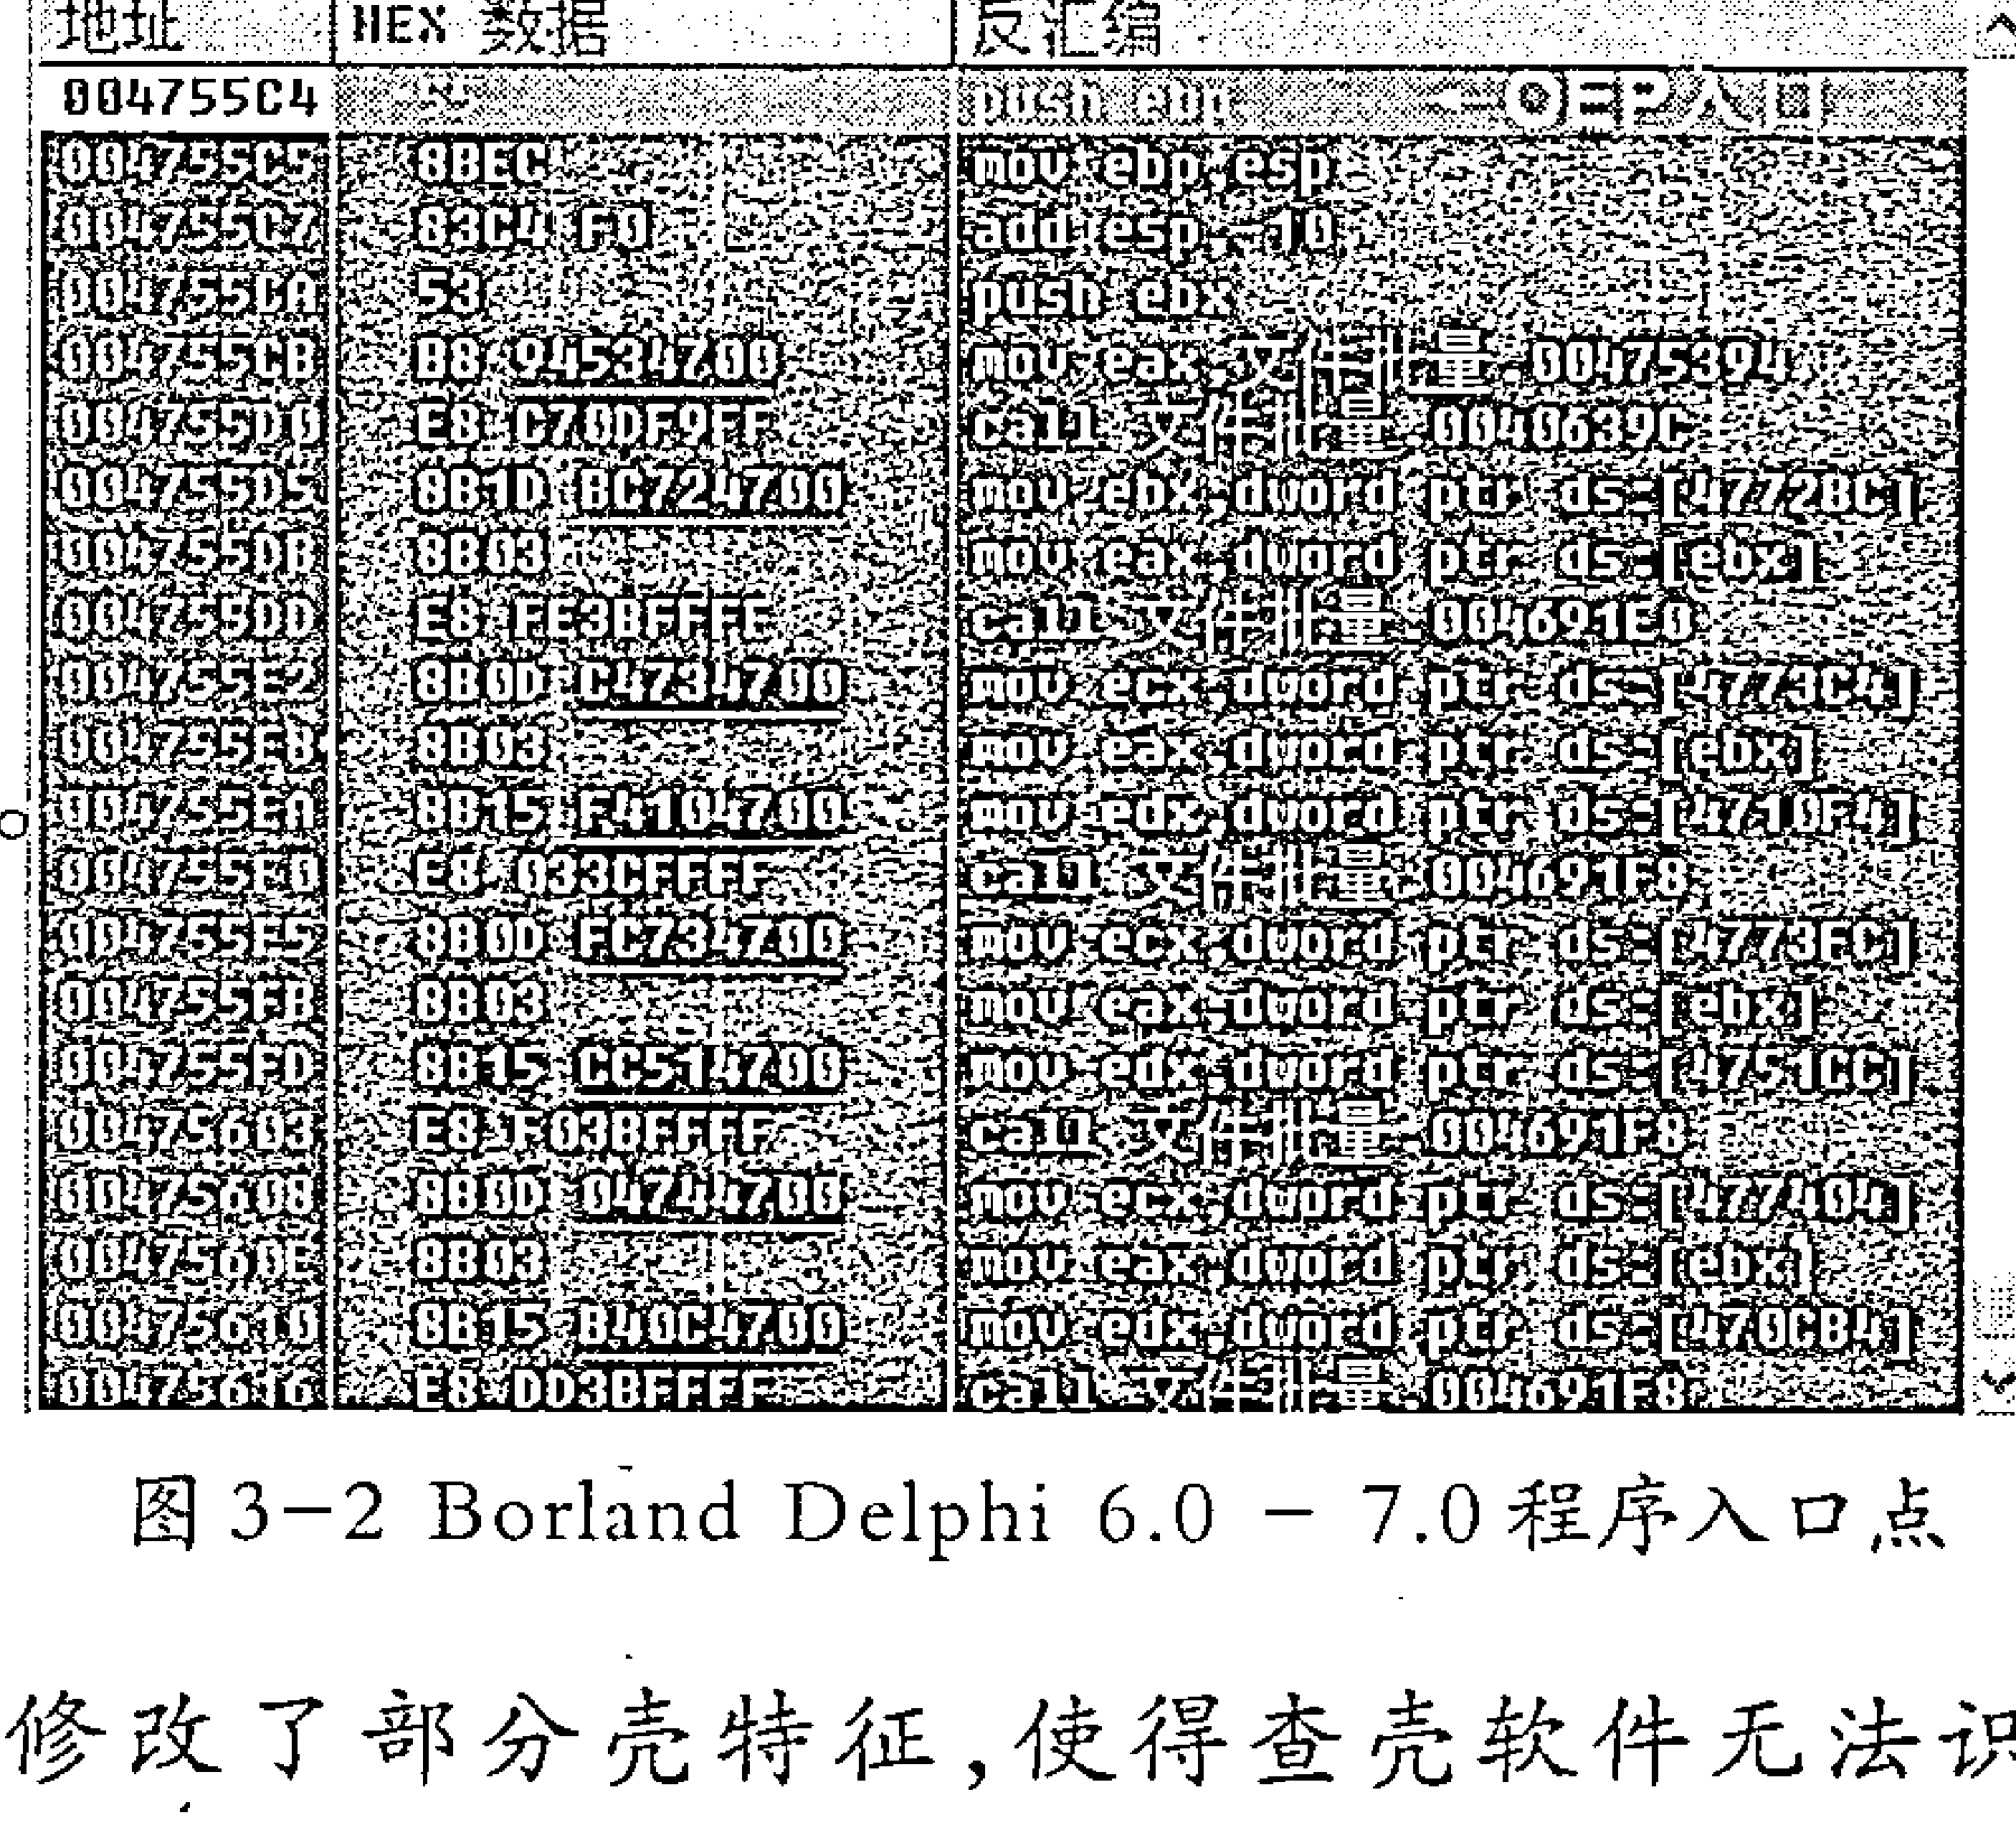 地址 HEX 数据 反汇编
004755C4 55 push ebp ←OEP入口
004755C5 8BEC mov ebp,esp
004755C7 83C4 F0 add esp,-10
004755CA 53 push ebx
004755CB B8 94534700 mov eax,文件批量.00475394
004755D0 E8 C70DF9FF call 文件批量.0040639C
004755D5 8B1D BC724700 mov ebx,dword ptr ds:[4772BC]
004755DB 8B03 mov eax,dword ptr ds:[ebx]
004755DD E8 FE3BFFFF call 文件批量.004691E0
004755E2 8B0D C4734700 mov ecx,dword ptr ds:[4773C4]
004755E8 8B03 mov eax,dword ptr ds:[ebx]
004755EA 8B15 F4104700 mov edx,dword ptr ds:[4710F4]
004755F0 E8 033CFFFF call 文件批量.004691F8
004755F5 8B0D FC734700 mov ecx,dword ptr ds:[4773FC]
004755FB 8B03 mov eax,dword ptr ds:[ebx]
004755FD 8B15 CC514700 mov edx,dword ptr ds:[4751CC]
00475603 E8 F03BFFFF call 文件批量.004691F8
00475608 8B0D 04744700 mov ecx,dword ptr ds:[477404]
0047560E 8B03 mov eax,dword ptr ds:[ebx]
00475610 8B15 B40C4700 mov edx,dword ptr ds:[470CB4]
00475616 E8 DD3BFFFF call 文件批量.004691F8
图 3-2 Borland Delphi 6.0 - 7.0 程序入口点
修改了部分壳特征,使得查壳软件无法识